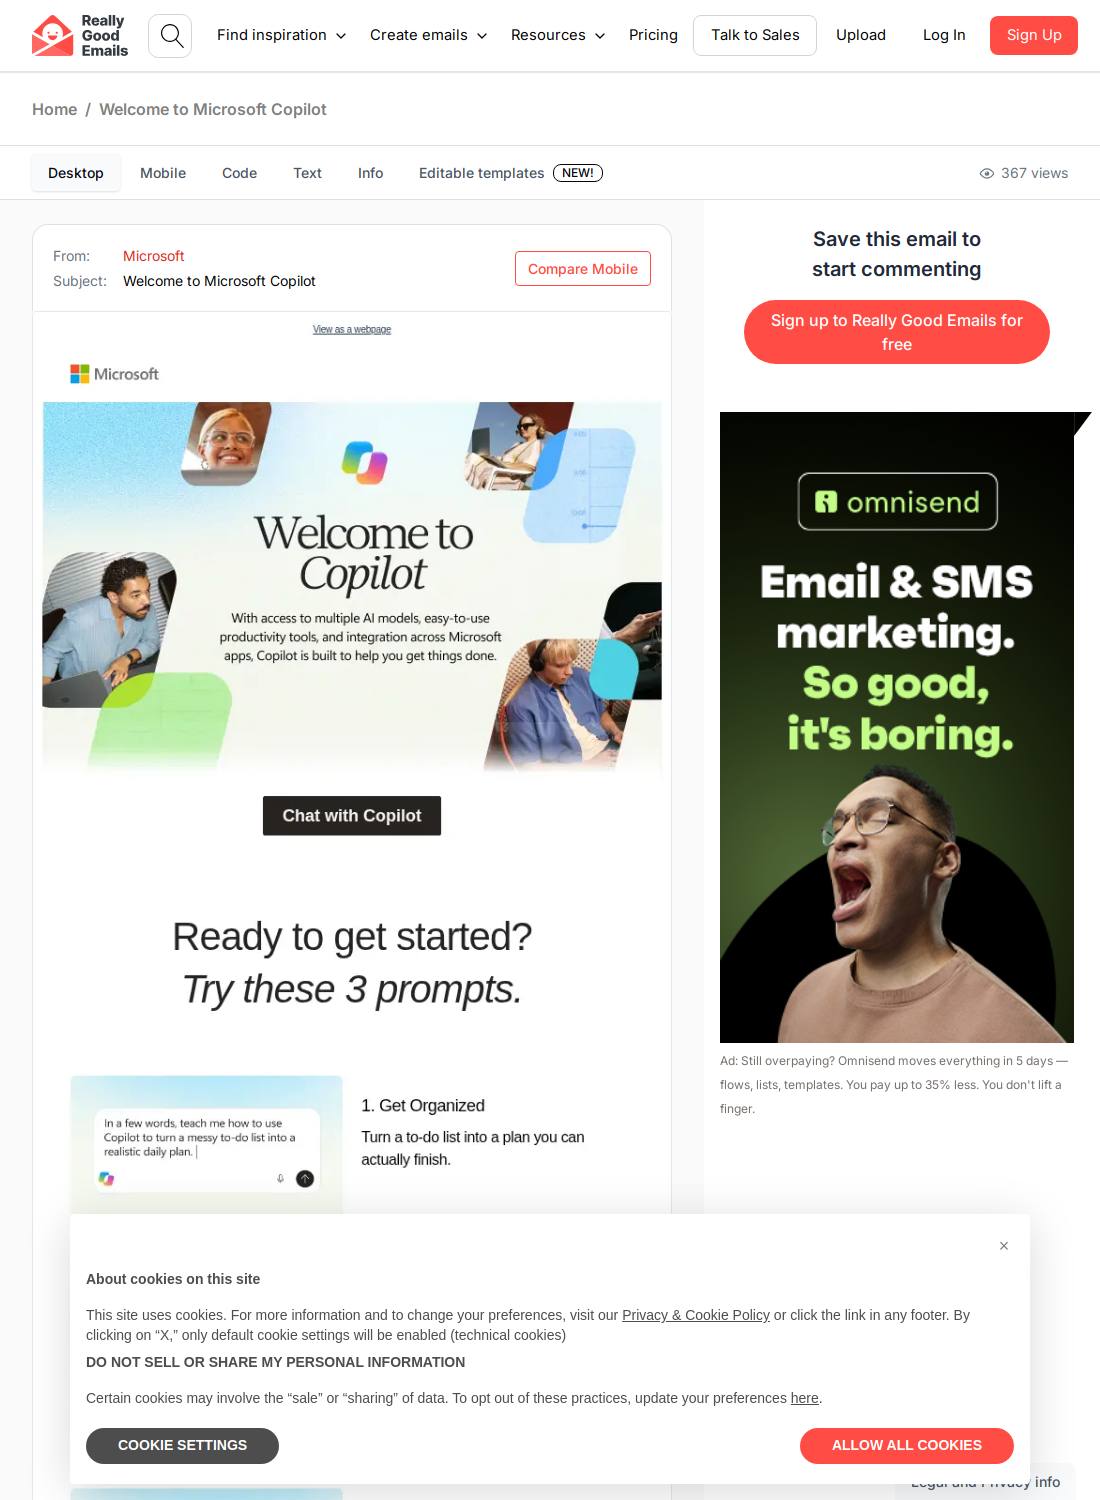 Really
Good
Emails
Find inspiration
Create emails
Resources
Pricing
Talk to Sales
Upload
Log In
Sign Up
Home / Welcome to Microsoft Copilot
Desktop
Mobile
Code
Text
Info
Editable templates
NEW!
367 views
From: Microsoft
Subject: Welcome to Microsoft Copilot
Compare Mobile
View as a webpage
Microsoft
Welcome to
Copilot
With access to multiple AI models, easy-to-use
productivity tools, and integration across Microsoft
apps, Copilot is built to help you get things done.
Chat with Copilot
Ready to get started?
Try these 3 prompts.
In a few words, teach me how to use
Copilot to turn a messy to-do list into a
realistic daily plan.
1. Get Organized
Turn a to-do list into a plan you can
actually finish.
Save this email to
start commenting
Sign up to Really Good Emails for
free
omnisend
Email & SMS
marketing.
So good,
it's boring.
Ad: Still overpaying? Omnisend moves everything in 5 days —
flows, lists, templates. You pay up to 35% less. You don't lift a
finger.
×
About cookies on this site
This site uses cookies. For more information and to change your preferences, visit our Privacy & Cookie Policy or click the link in any footer. By
clicking on “X,” only default cookie settings will be enabled (technical cookies)
DO NOT SELL OR SHARE MY PERSONAL INFORMATION
Certain cookies may involve the “sale” or “sharing” of data. To opt out of these practices, update your preferences here.
COOKIE SETTINGS
ALLOW ALL COOKIES
Legal and Privacy info